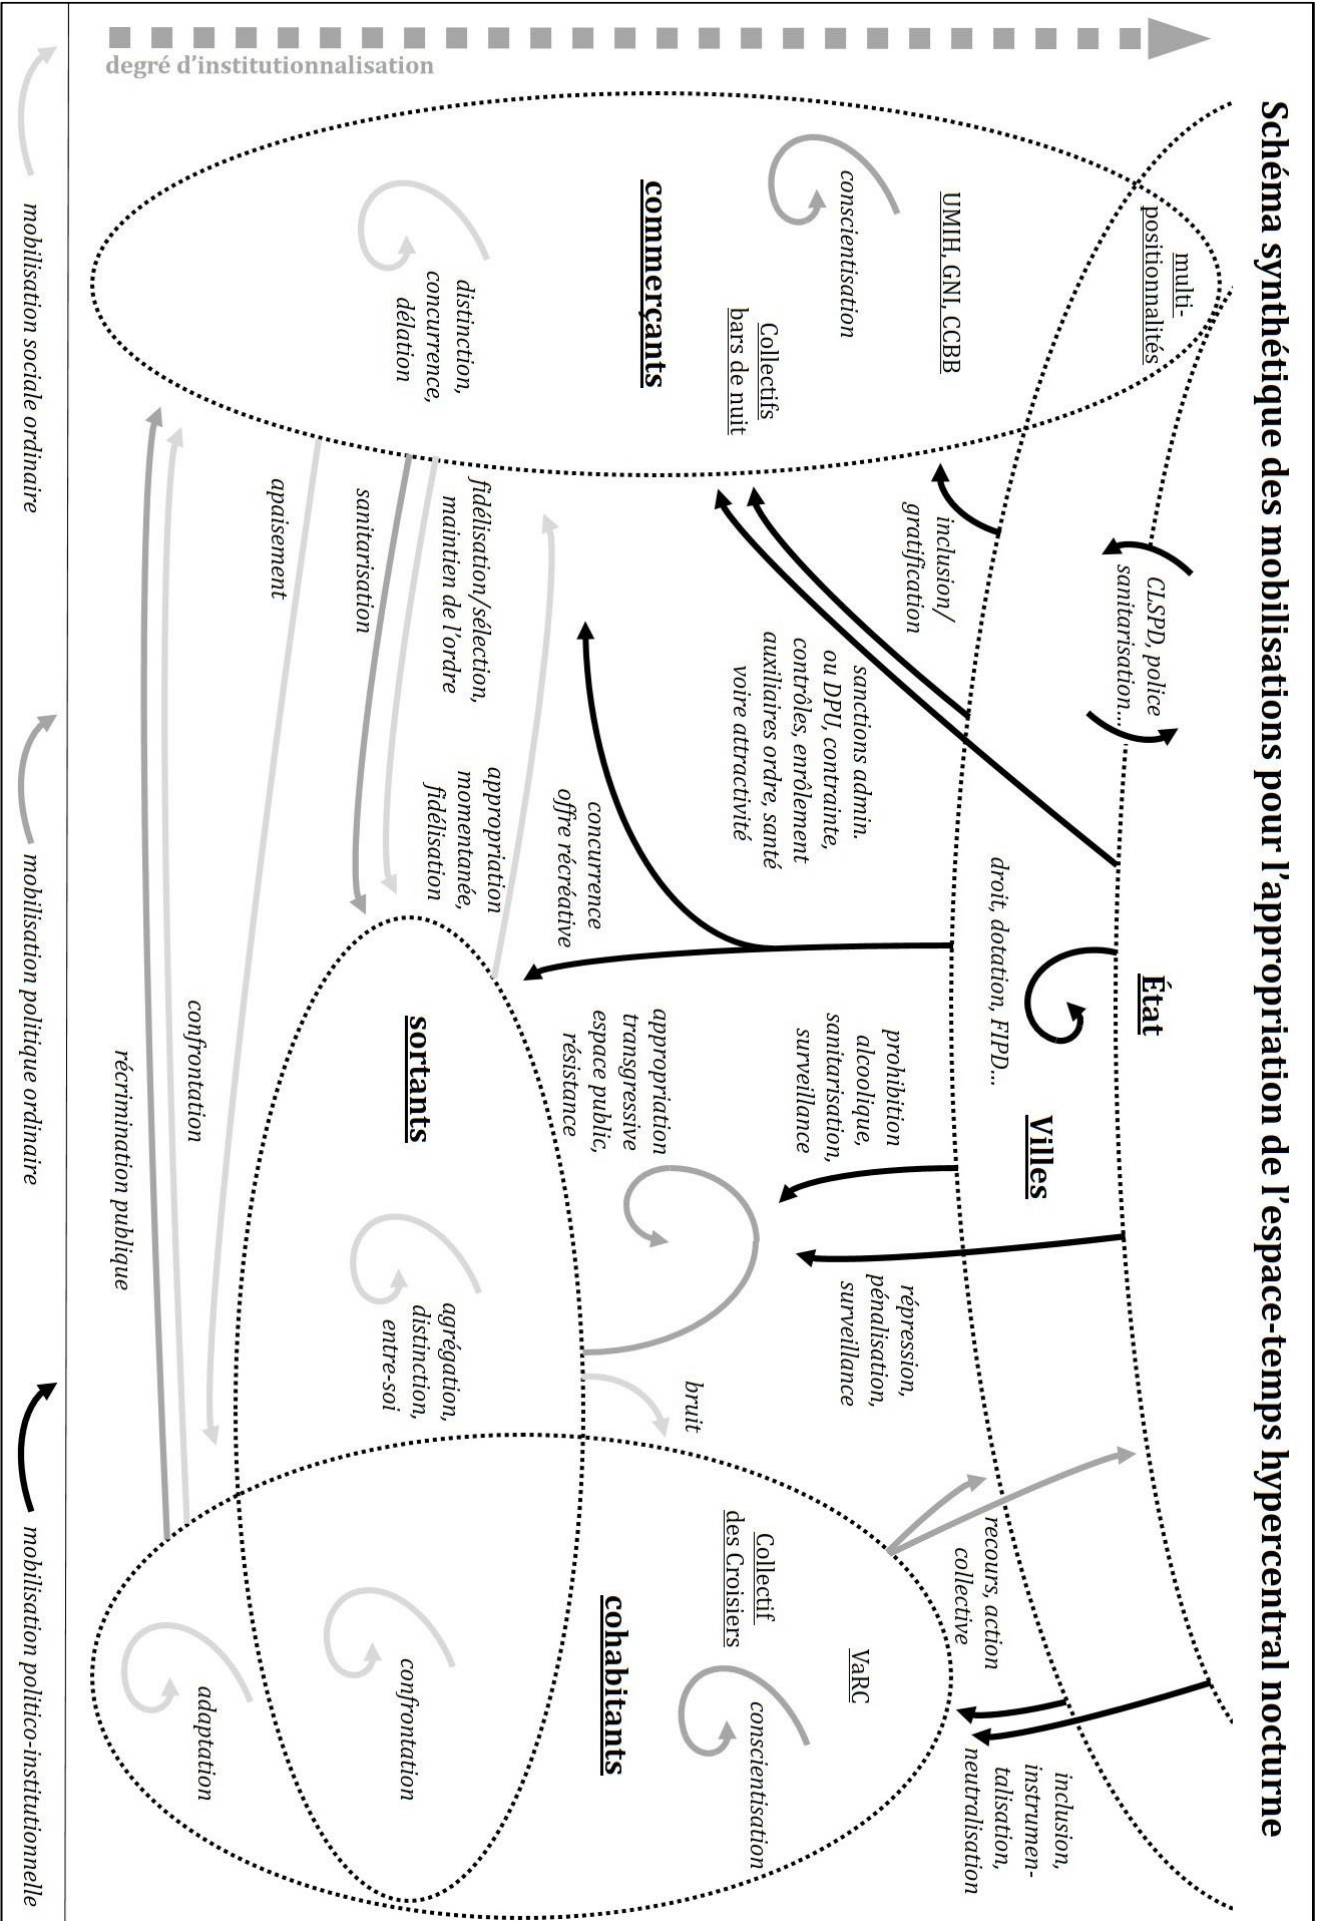 Schéma synthétique des mobilisations pour l'appropriation de l'espace-temps hypercentral nocturne
degré d'institutionnalisation
multi-
positionnalités
CLSPD, police
sanitarisation...
État
droit, dotation, FIPD...
Villes
UMIH, GNI, CCBB
conscientisation
Collectifs
bars de nuit
commerçants
distinction,
concurrence,
délation
inclusion/
gratification
sanctions admin.
ou DPU, contrainte,
contrôles, enrôlement
auxiliaires ordre, santé
voire attractivité
concurrence
offre récréative
prohibition
alcoolique,
sanitarisation,
surveillance
répression,
pénalisation,
surveillance
recours, action
collective
inclusion,
instrumen-
talisation,
neutralisation
appropriation
transgressive
espace public,
résistance
bruit
fidélisation/sélection,
maintien de l'ordre
appropriation
momentanée,
fidélisation
sanitarisation
apaisement
sortants
agrégation,
distinction,
entre-soi
VaRC
Collectif
des Croisiers
conscientisation
cohabitants
confrontation
adaptation
confrontation
récrimination publique
mobilisation sociale ordinaire
mobilisation politique ordinaire
mobilisation politico-institutionnelle